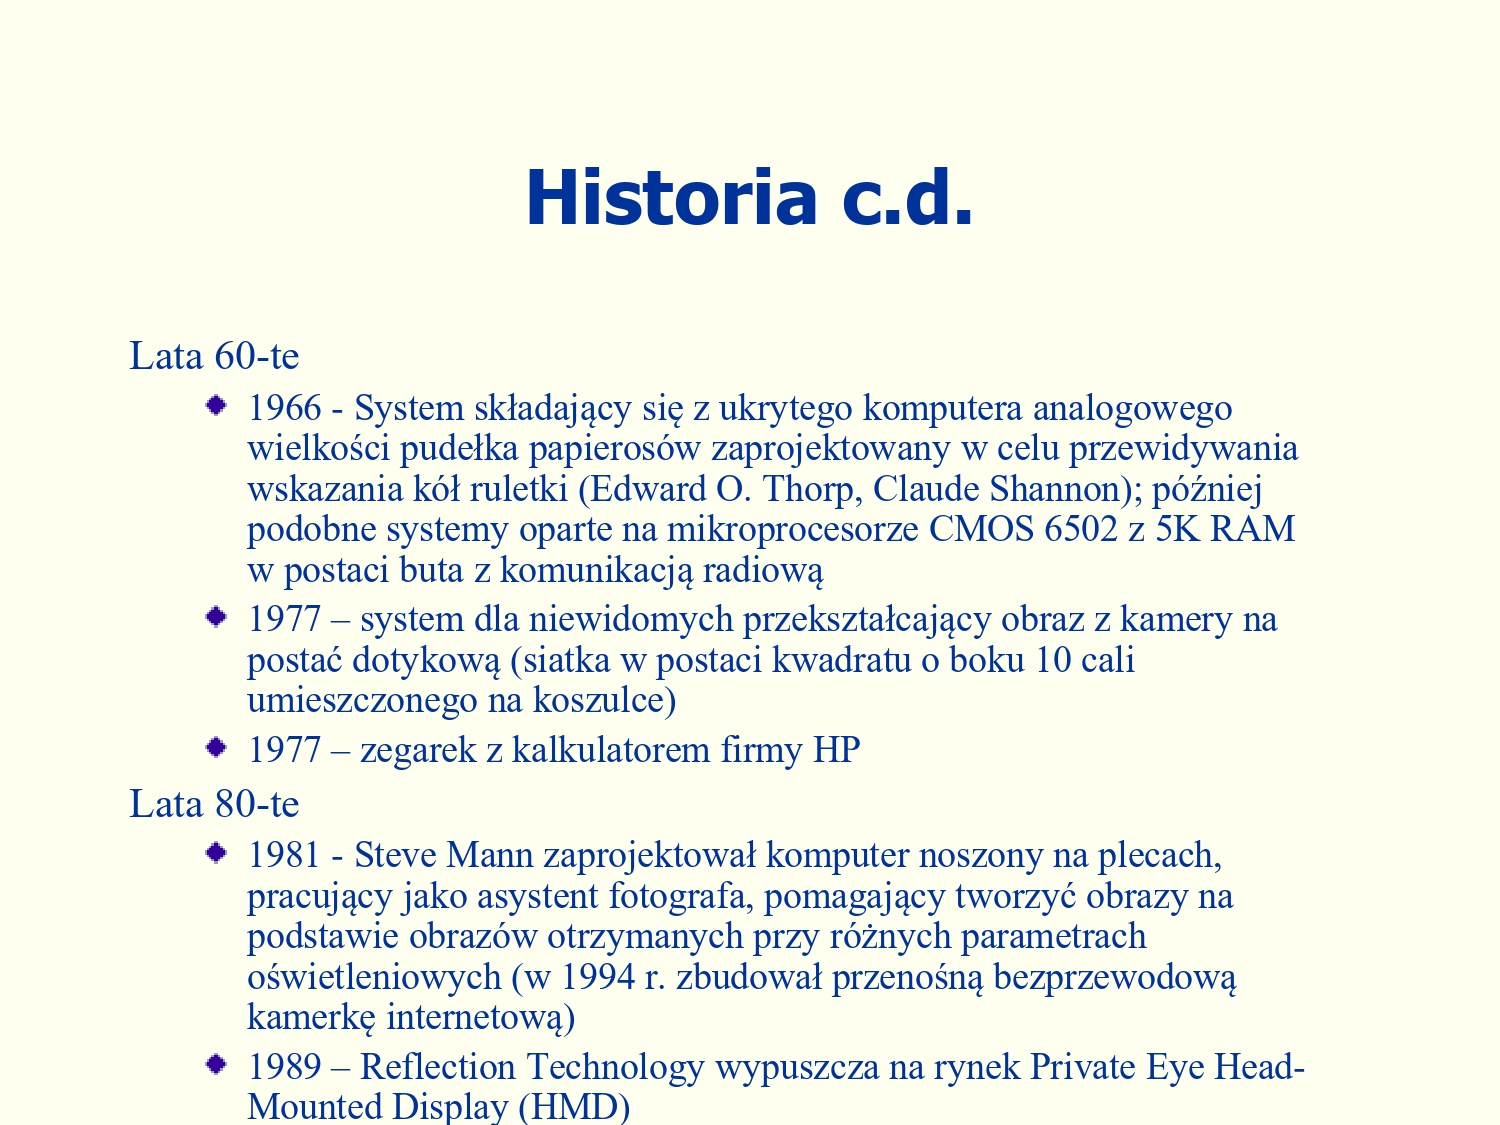 Historia c.d.
Lata 60-te
1966 - System składający się z ukrytego komputera analogowego
wielkości pudełka papierosów zaprojektowany w celu przewidywania
wskazania kół ruletki (Edward O. Thorp, Claude Shannon); później
podobne systemy oparte na mikroprocesorze CMOS 6502 z 5K RAM
w postaci buta z komunikacją radiową
1977 – system dla niewidomych przekształcający obraz z kamery na
postać dotykową (siatka w postaci kwadratu o boku 10 cali
umieszczonego na koszulce)
1977 – zegarek z kalkulatorem firmy HP
Lata 80-te
1981 - Steve Mann zaprojektował komputer noszony na plecach,
pracujący jako asystent fotografa, pomagający tworzyć obrazy na
podstawie obrazów otrzymanych przy różnych parametrach
oświetleniowych (w 1994 r. zbudował przenośną bezprzewodową
kamerkę internetową)
1989 – Reflection Technology wypuszcza na rynek Private Eye Head-
Mounted Display (HMD)